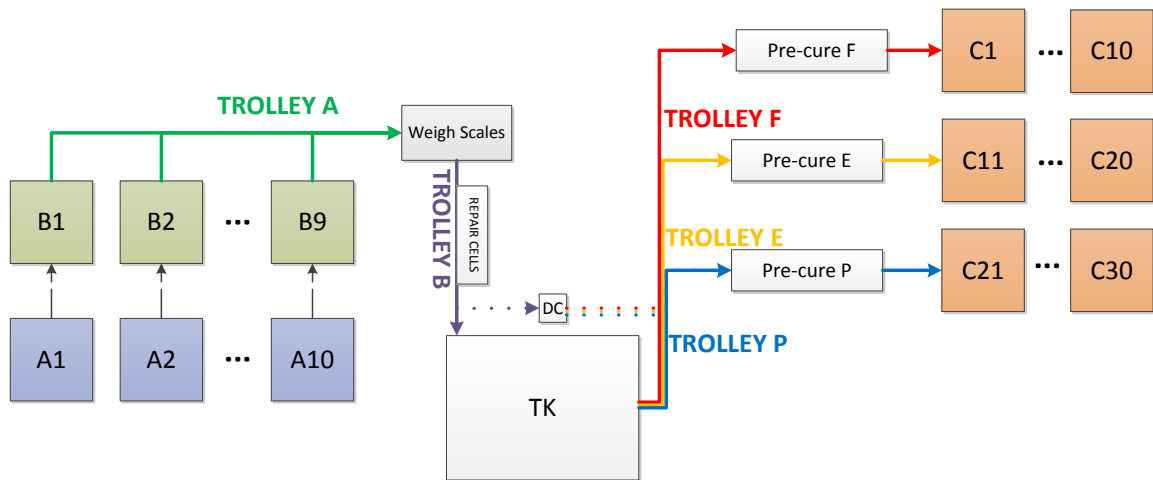 Pre-cure F
C1
...
C10
TROLLEY A
TROLLEY F
Weigh Scales
Pre-cure E
C11
...
C20
TROLLEY B
REPAIR CELLS
B1
B2
...
B9
TROLLEY E
Pre-cure P
C21
...
C30
DC
TROLLEY P
A1
A2
...
A10
TK